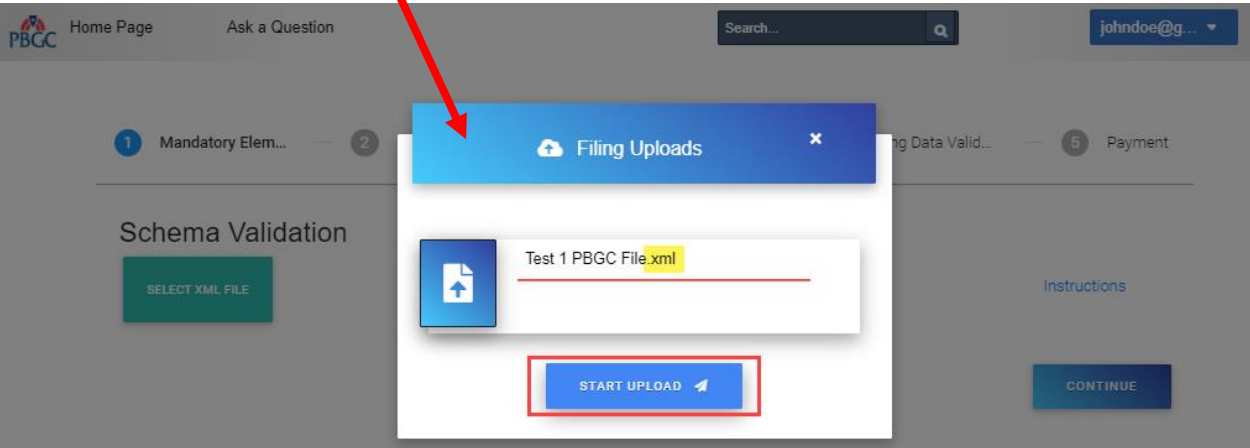 PBGC Home Page Ask a Question Search... johndoe@g...
1 Mandatory Elem... 2 ng Data Valid... 5 Payment
Filing Uploads ×
Schema Validation
Test 1 PBGC File.xml
SELECT XML FILE
Instructions
START UPLOAD
CONTINUE